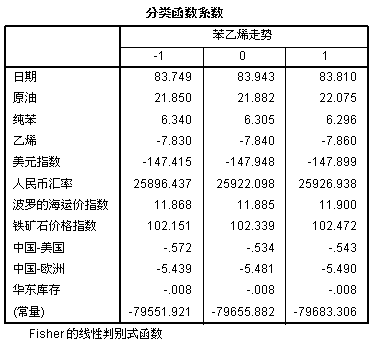 分类函数系数
苯乙烯走势
-1 0 1
日期 83.749 83.943 83.810
原油 21.850 21.882 22.075
纯苯 6.340 6.305 6.296
乙烯 -7.830 -7.840 -7.860
美元指数 -147.415 -147.948 -147.899
人民币汇率 25896.437 25922.098 25926.938
波罗的海运价指数 11.868 11.885 11.900
铁矿石价格指数 102.151 102.339 102.472
中国-美国 -.572 -.534 -.543
中国-欧洲 -5.439 -5.481 -5.490
华东库存 -.008 -.008 -.008
(常量) -79551.921 -79655.882 -79683.306
Fisher的线性判别式函数